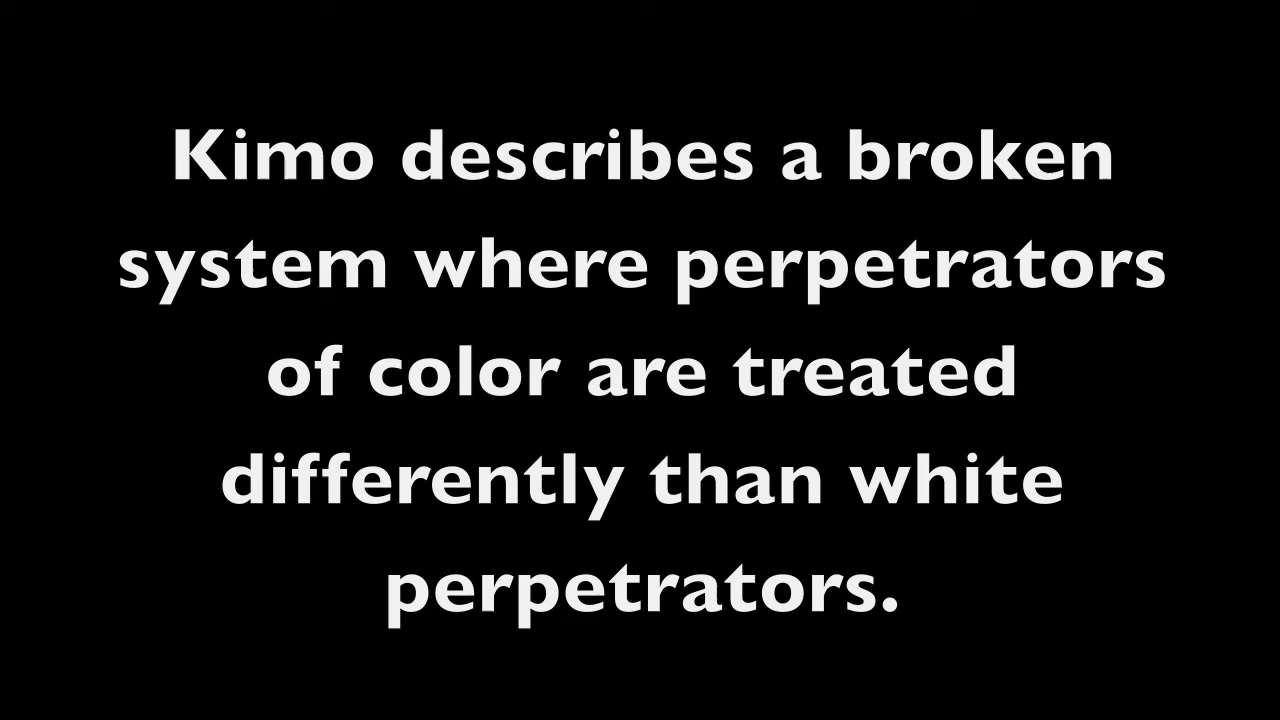 Kimo describes a broken
system where perpetrators
of color are treated
differently than white
perpetrators.